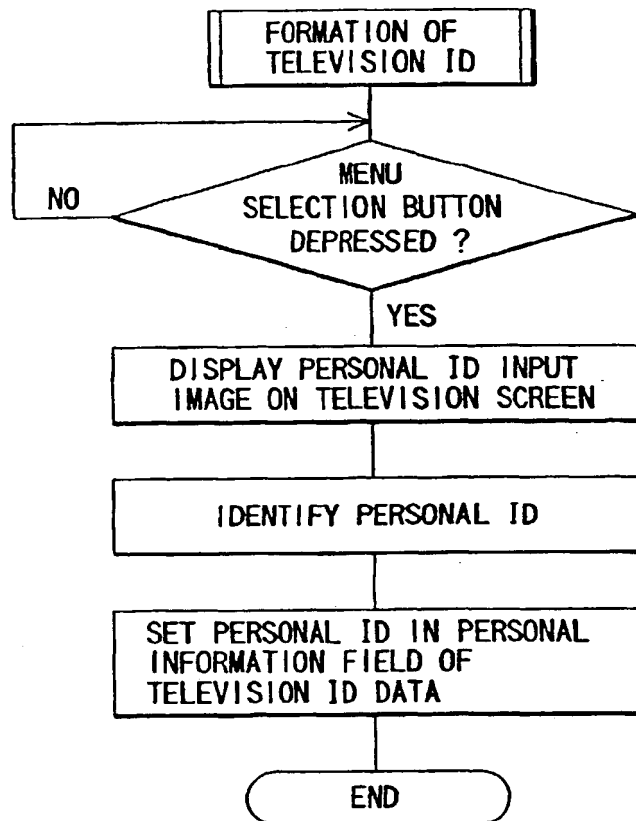 FORMATION OF
TELEVISION ID
MENU
SELECTION BUTTON
DEPRESSED ?
NO
YES
DISPLAY PERSONAL ID INPUT
IMAGE ON TELEVISION SCREEN
IDENTIFY PERSONAL ID
SET PERSONAL ID IN PERSONAL
INFORMATION FIELD OF
TELEVISION ID DATA
END